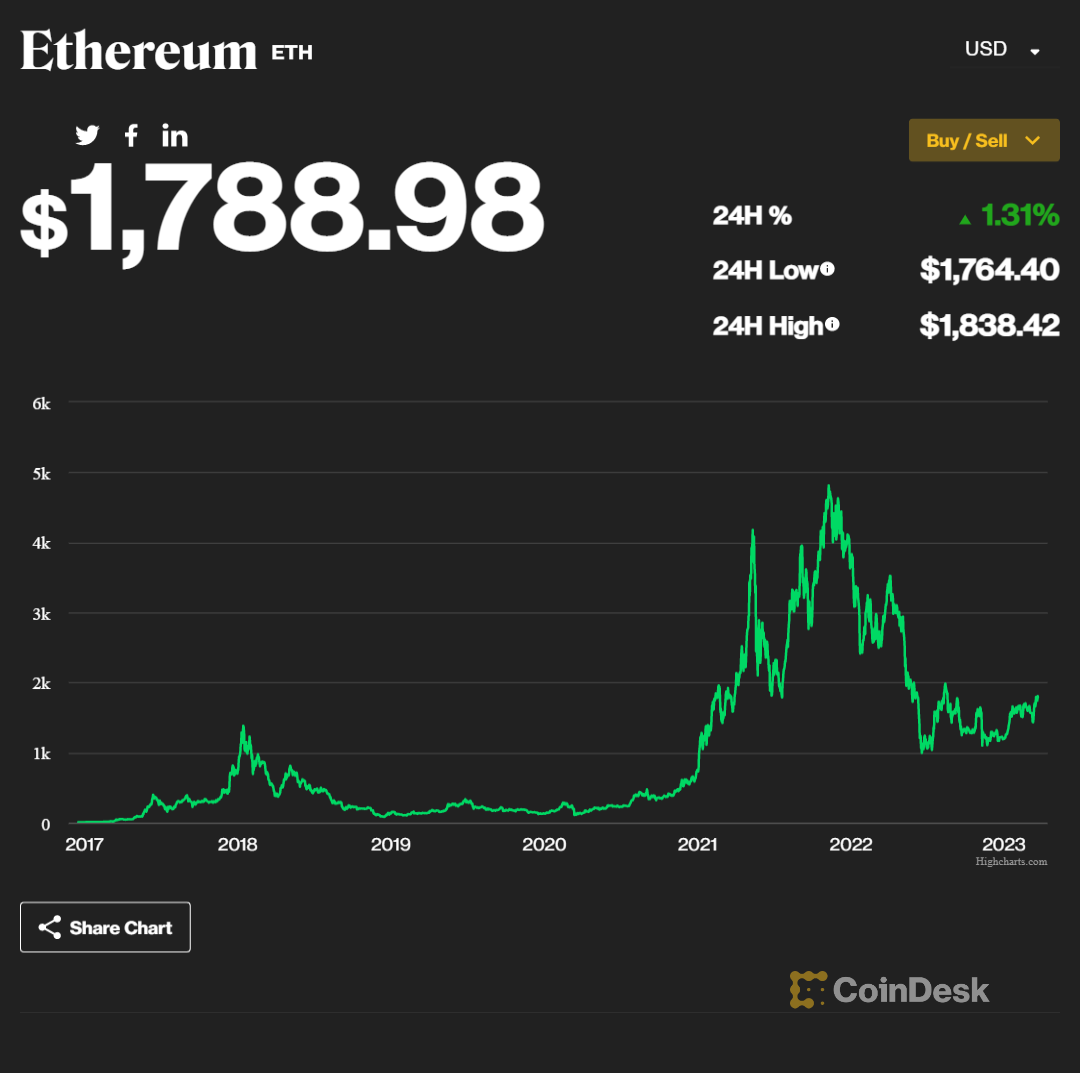 Ethereum ETH
USD
Buy / Sell
$1,788.98
24H % 1.31%
24H Low $1,764.40
24H High $1,838.42
6k
5k
4k
3k
2k
1k
0
2017 2018 2019 2020 2021 2022 2023
Highcharts.com
Share Chart
CoinDesk